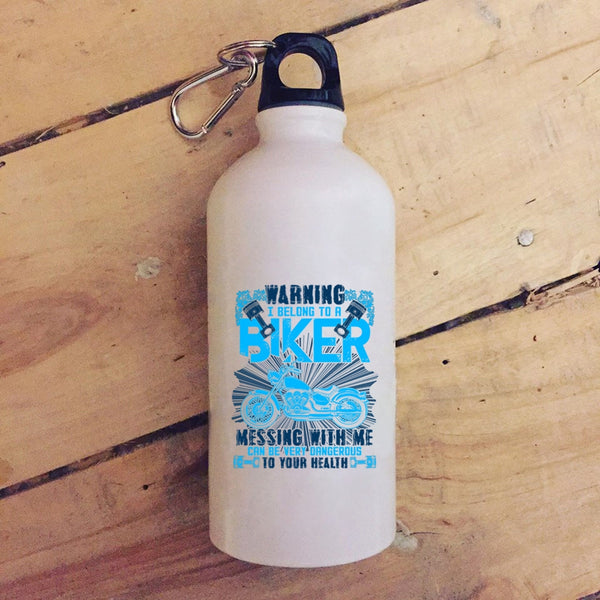 WARNING
I BELONG TO A
BIKER
MESSING WITH ME
CAN BE VERY DANGEROUS
TO YOUR HEALTH